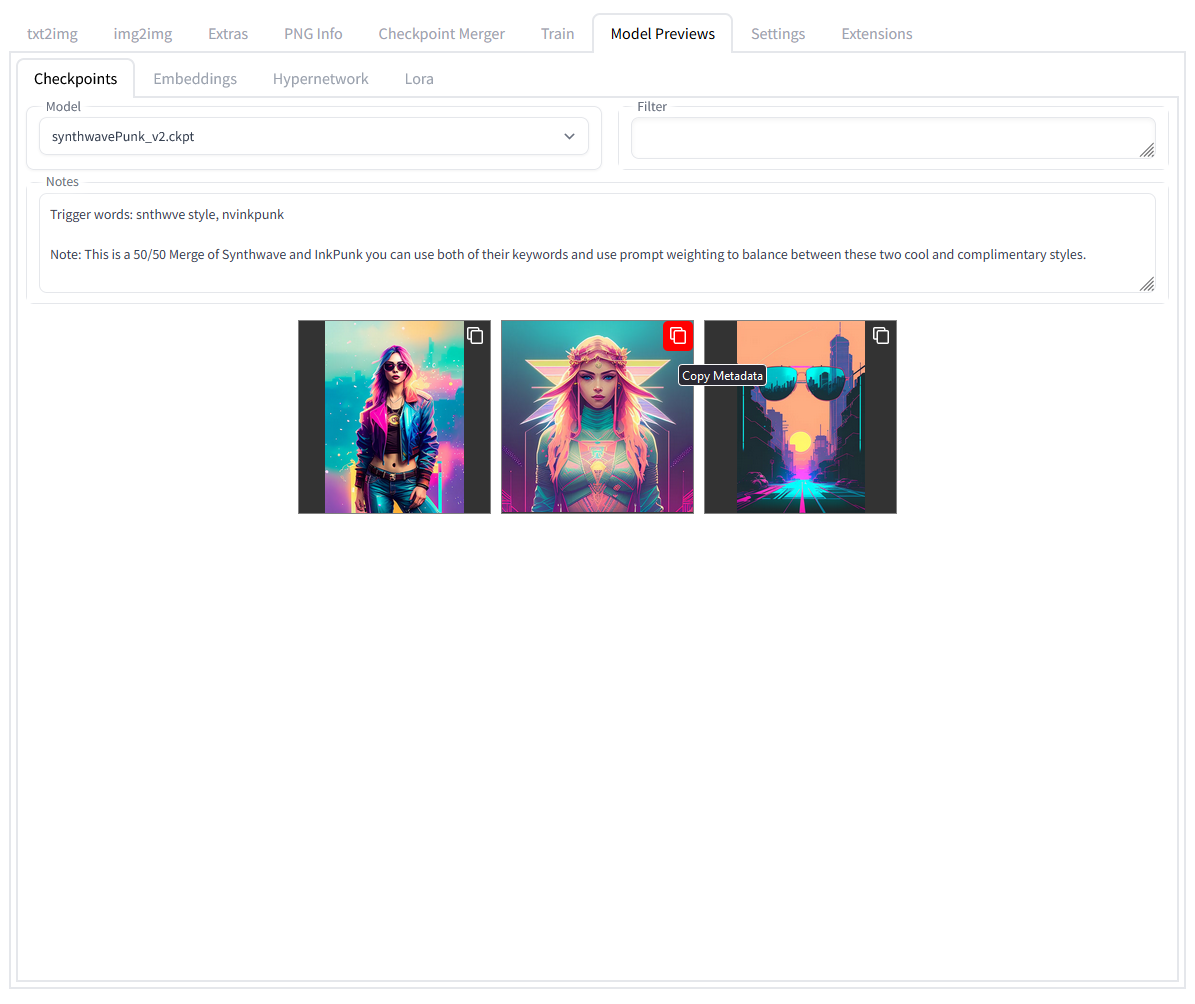 txt2img img2img Extras PNG Info Checkpoint Merger Train Model Previews Settings Extensions
Checkpoints Embeddings Hypernetwork Lora
Model Filter
synthwavePunk_v2.ckpt
Notes
Trigger words: snthwve style, nvinkpunk
Note: This is a 50/50 Merge of Synthwave and InkPunk you can use both of their keywords and use prompt weighting to balance between these two cool and complimentary styles.
Copy Metadata